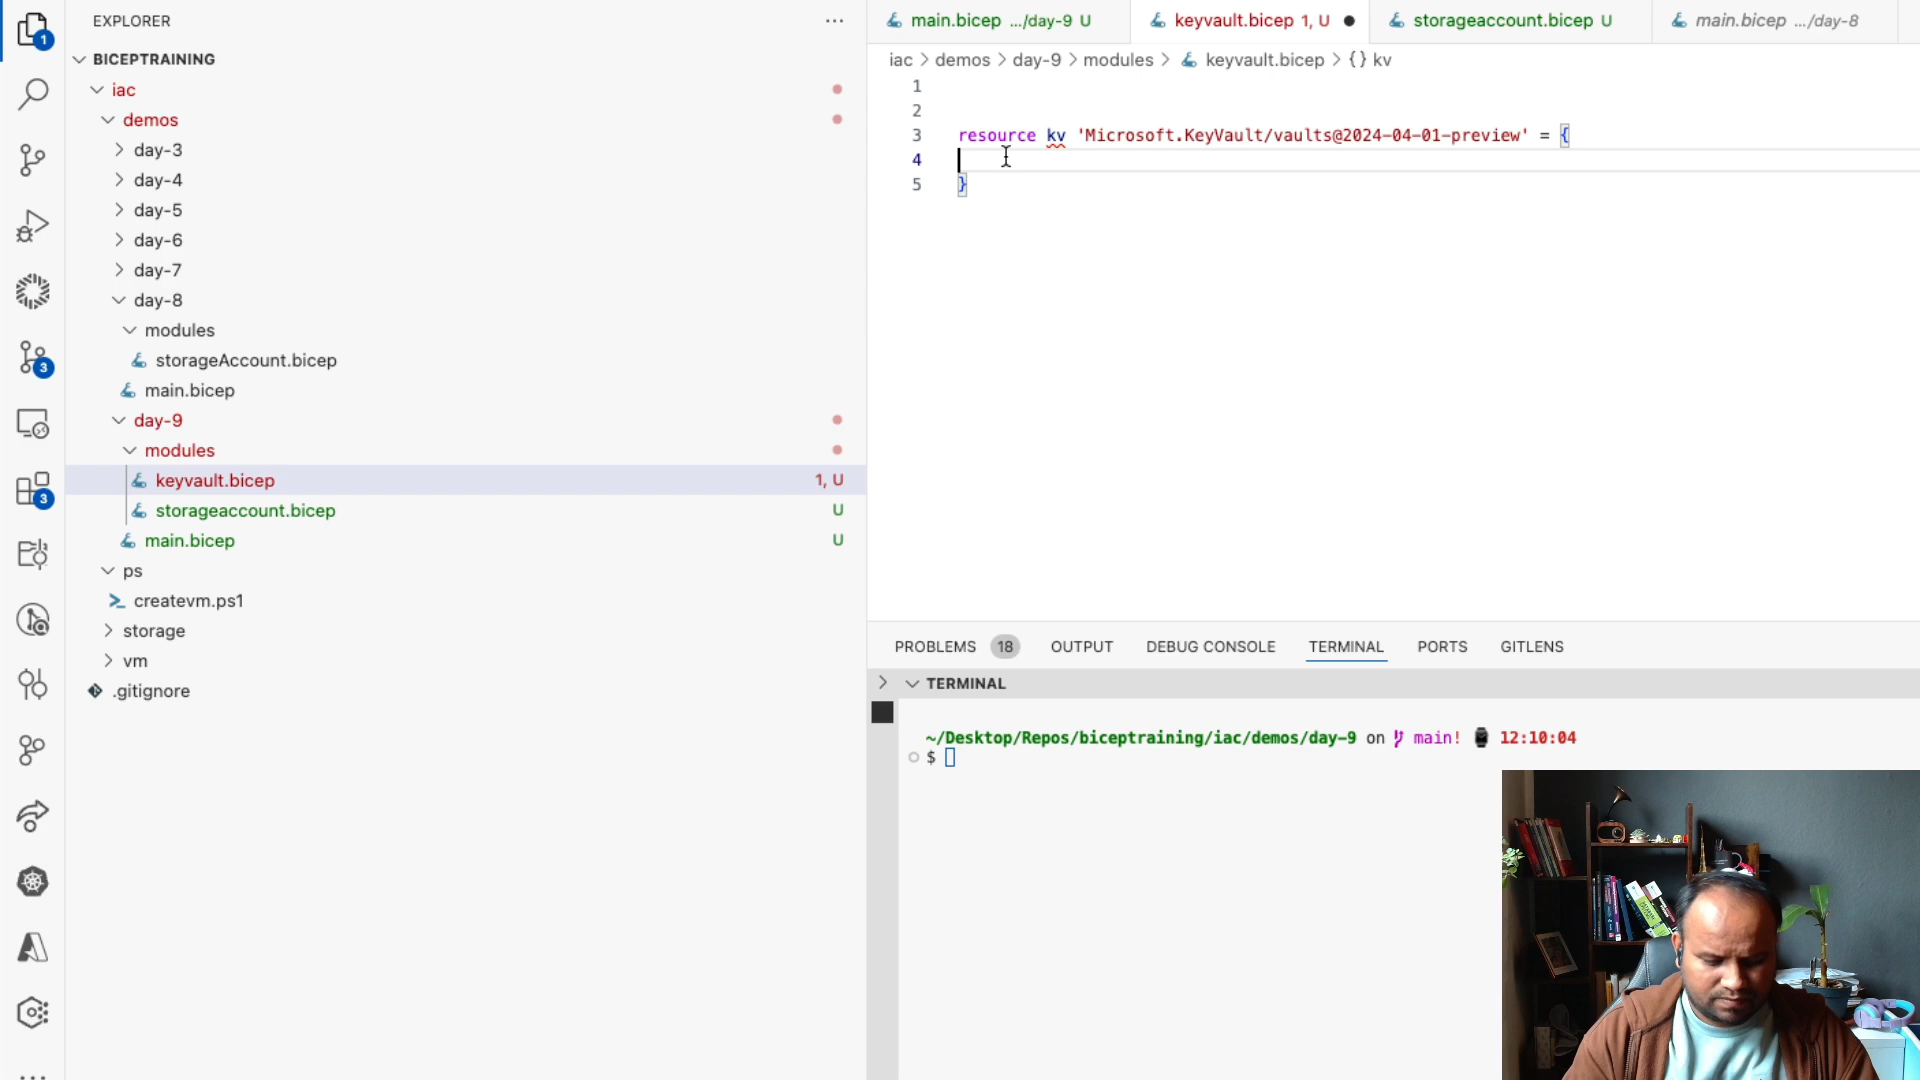 EXPLORER
BICEPTRAINING
iac
demos
day-3
day-4
day-5
day-6
day-7
day-8
modules
storageAccount.bicep
main.bicep
day-9
modules
keyvault.bicep 1, U
storageaccount.bicep U
main.bicep U
ps
createvm.ps1
storage
vm
.gitignore
1
3
3
main.bicep .../day-9 U
keyvault.bicep 1, U
storageaccount.bicep U
main.bicep .../day-8
iac > demos > day-9 > modules > keyvault.bicep > {} kv
1
2
3 resource kv 'Microsoft.KeyVault/vaults@2024-04-01-preview' = {
4
5 }
PROBLEMS 18 OUTPUT DEBUG CONSOLE TERMINAL PORTS GITLENS
TERMINAL
~/Desktop/Repos/biceptraining/iac/demos/day-9 on main! 12:10:04
$